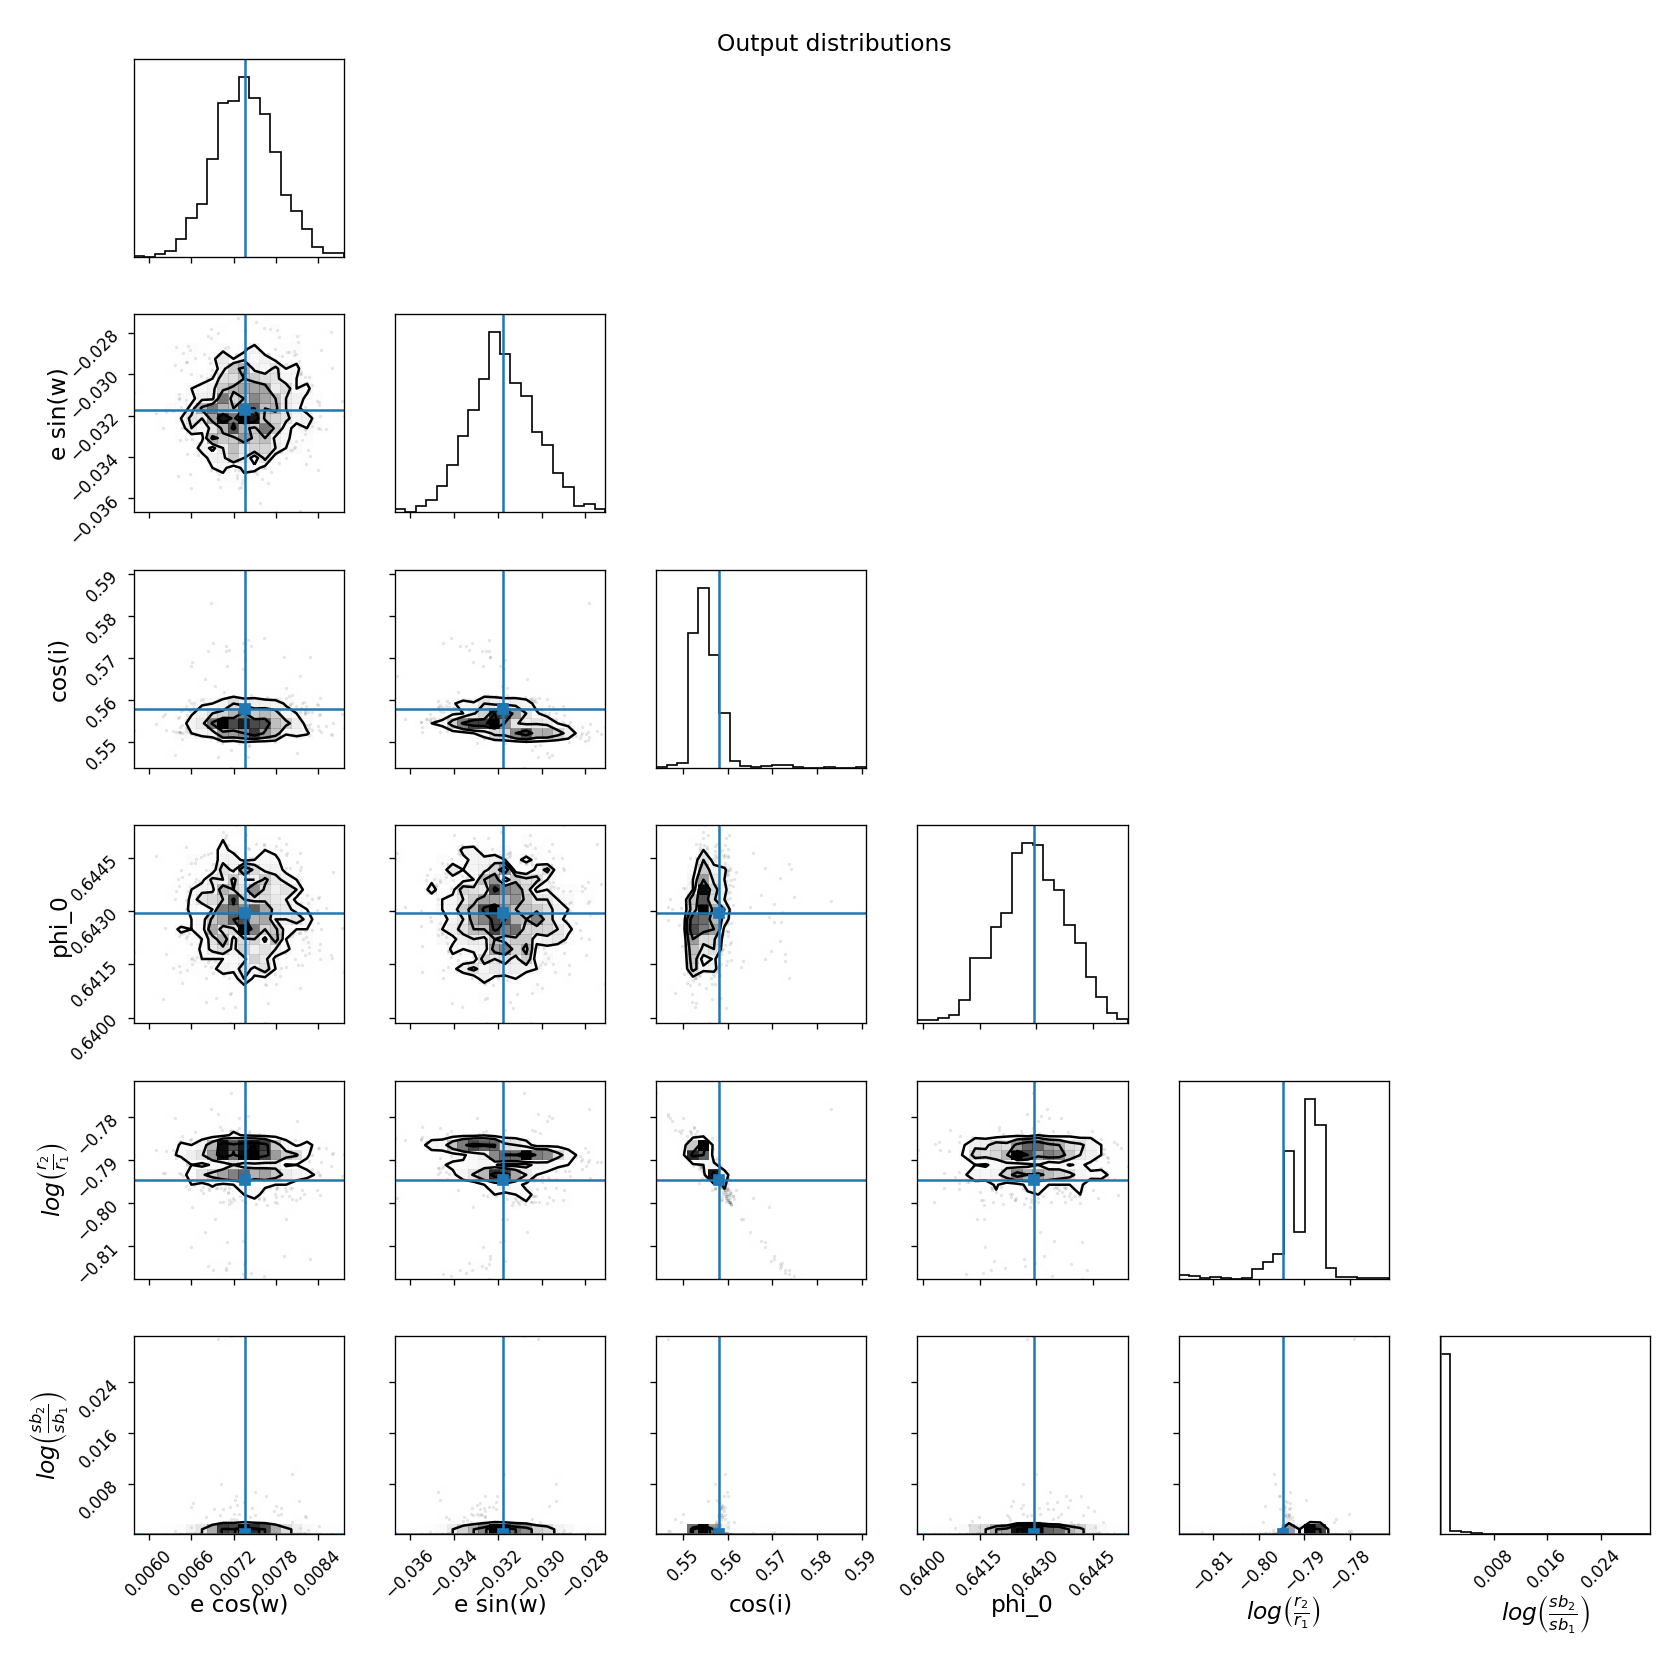 Output distributions
e sin(w)
−0.028
−0.030
−0.032
−0.034
−0.036
cos(i)
0.59
0.58
0.57
0.56
0.55
phi_0
0.6445
0.6430
0.6415
0.6400
log(r₂/r₁)
−0.78
−0.79
−0.80
−0.81
log(sb₂/sb₁)
0.024
0.016
0.008
0.0060 0.0066 0.0072 0.0078 0.0084
−0.036 −0.034 −0.032 −0.030 −0.028
0.55 0.56 0.57 0.58 0.59
0.6400 0.6415 0.6430 0.6445
−0.81 −0.80 −0.79 −0.78
0.008 0.016 0.024
e cos(w) e sin(w) cos(i) phi_0 log(r₂/r₁) log(sb₂/sb₁)